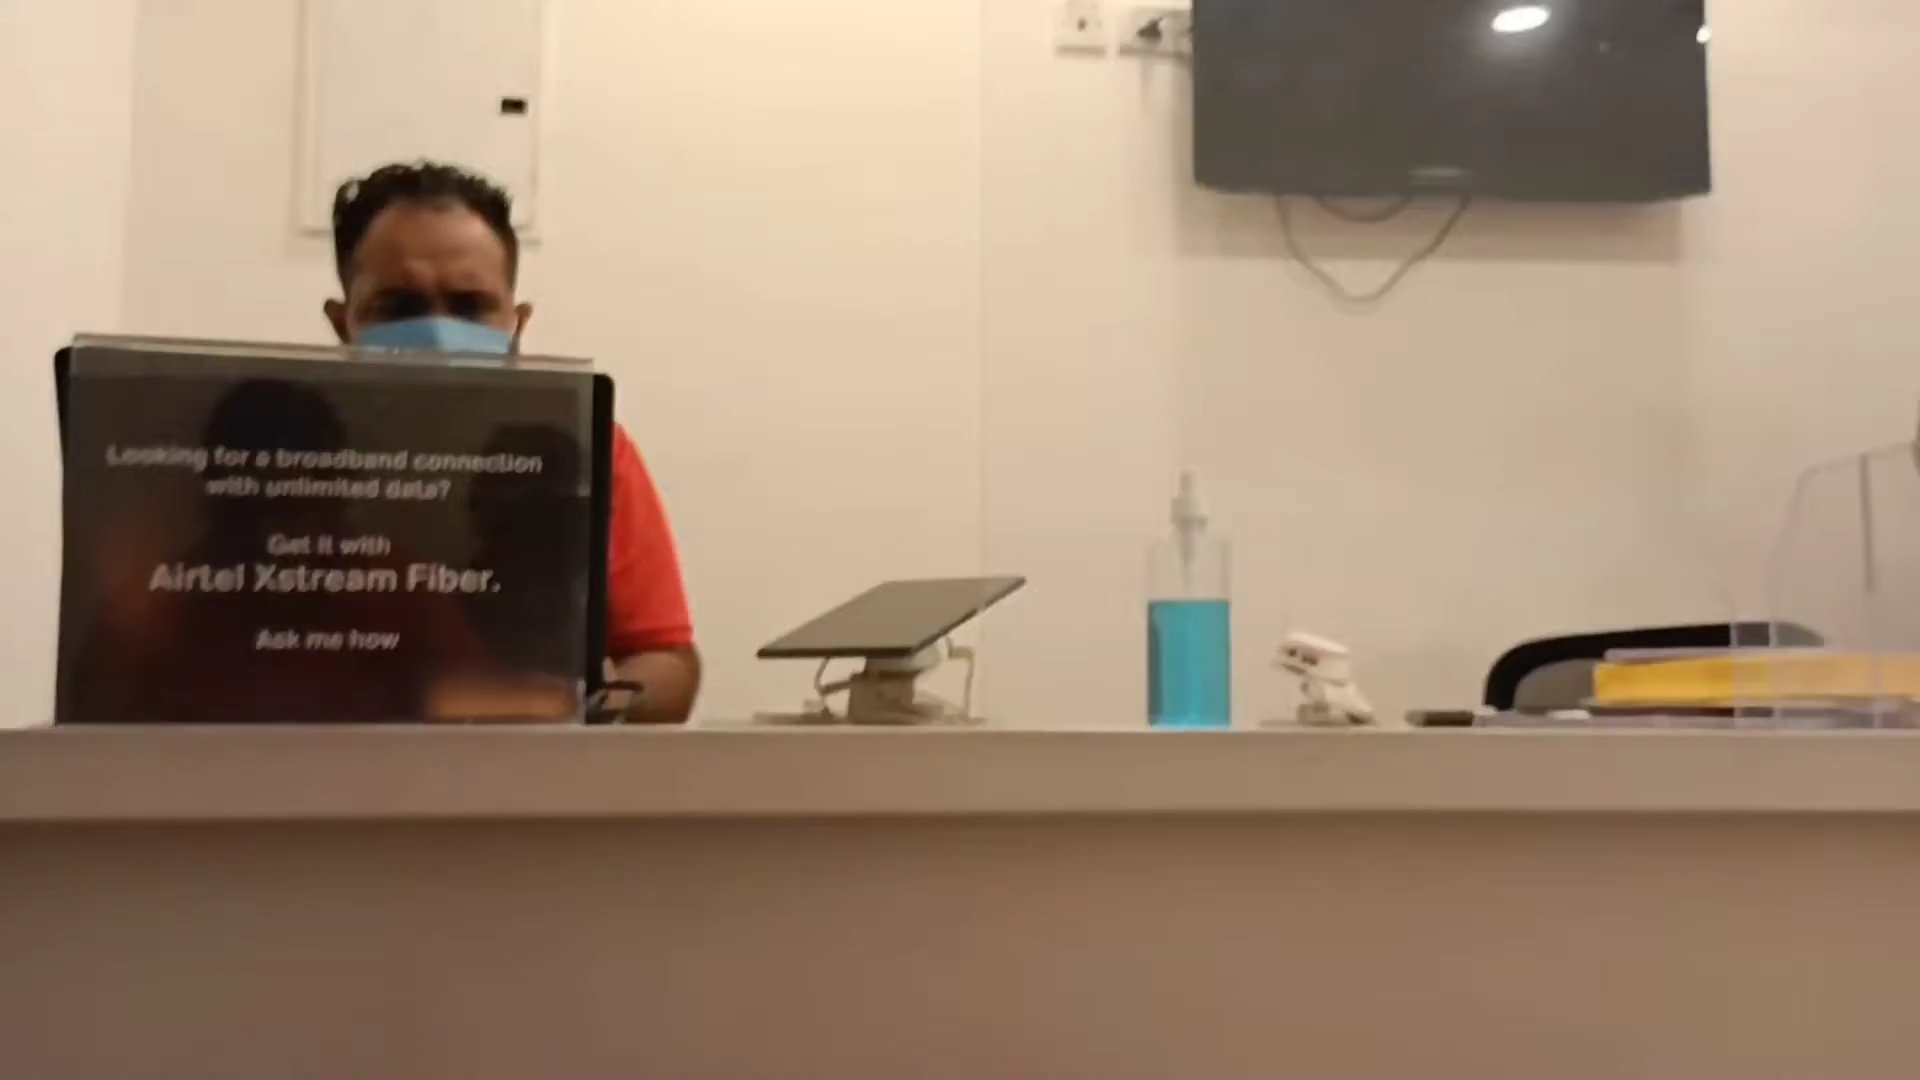 Looking for a broadband connection
with unlimited data?
Get it with
Airtel Xstream Fiber.
Ask me how